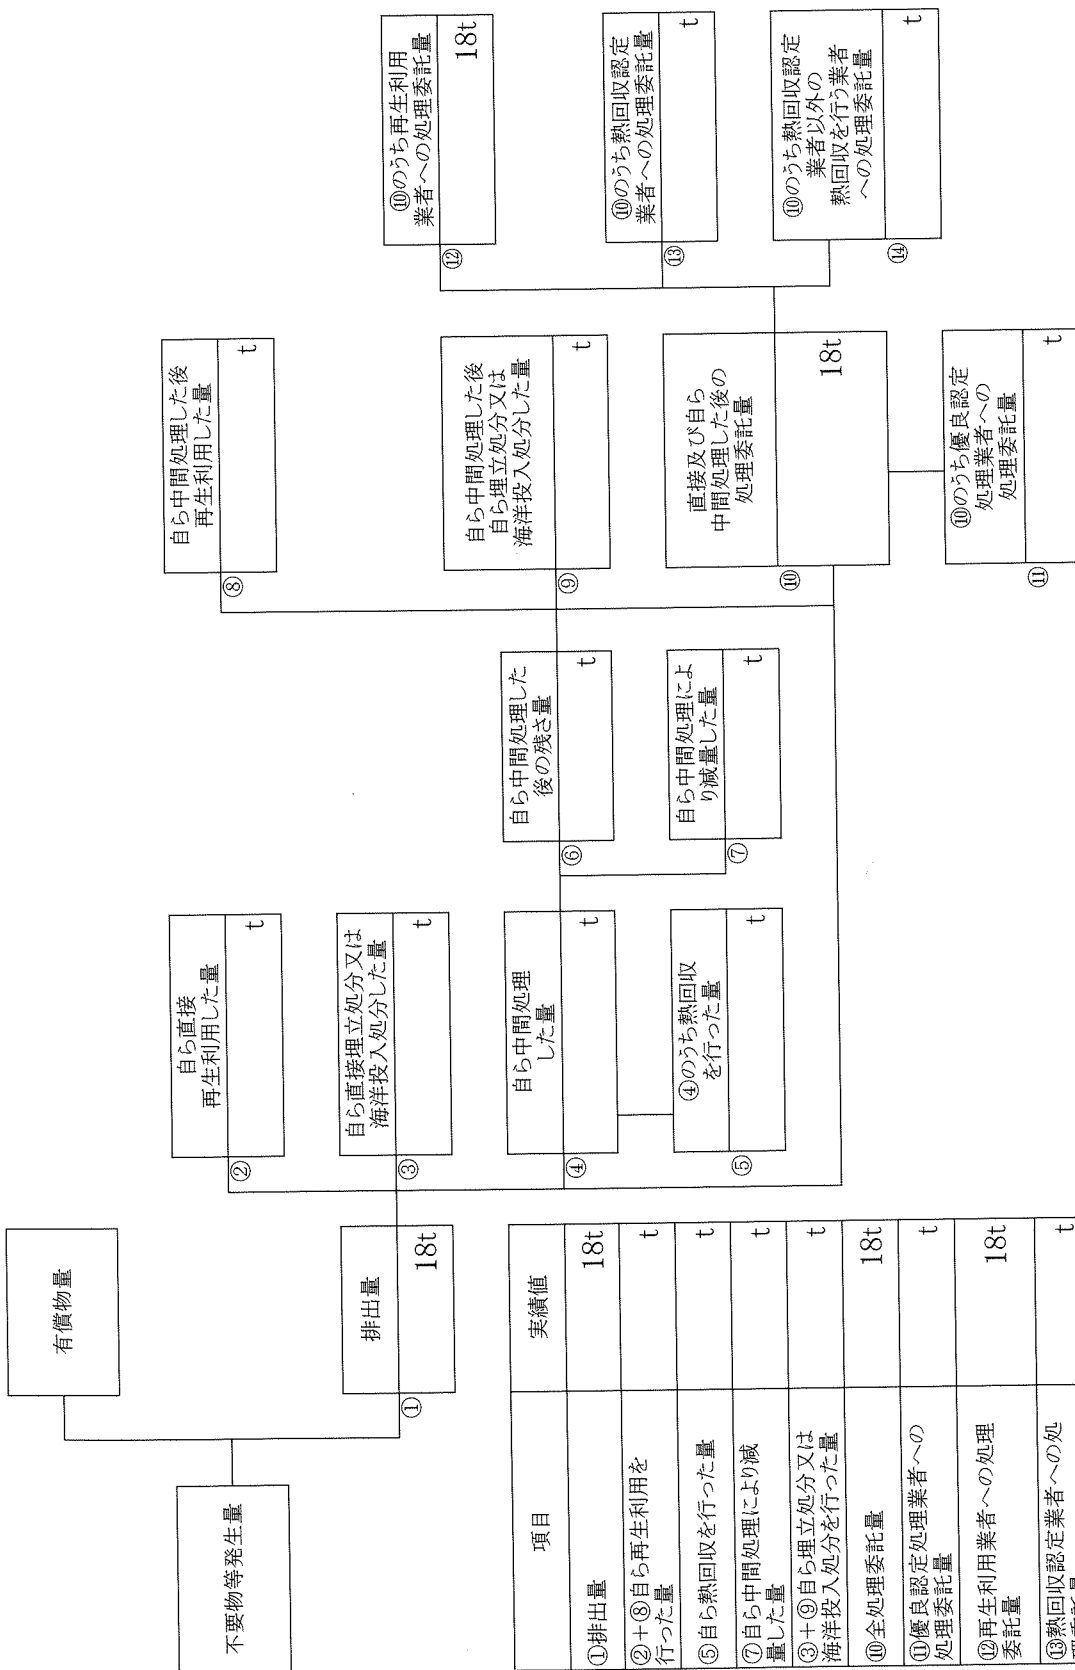 不要物等発生量
有償物量
①
排出量
18t
②
自ら直接
再生利用した量
t
③
自ら直接埋立処分又は
海洋投入処分した量
t
④
自ら中間処理
した量
t
⑤
④のうち熱回収
を行った量
t
⑥
自ら中間処理した
後の残さ量
t
⑦
自ら中間処理によ
り減量した量
t
⑧
自ら中間処理した後
再生利用した量
t
⑨
自ら中間処理した後
自ら埋立処分又は
海洋投入処分した量
t
⑩
直接及び自ら
中間処理した後の
処理委託量
18t
⑪
⑩のうち優良認定
処理業者への
処理委託量
t
⑫
⑩のうち再生利用
業者への処理委託量
18t
⑬
⑩のうち熱回収認定
業者への処理委託量
t
⑭
⑩のうち熱回収認定
業者以外の
熱回収を行う業者
への処理委託量
t
項目 実績値
①排出量 18t
②+⑧自ら再生利用を
行った量 t
⑤自ら熱回収を行った量 t
⑦自ら中間処理により減
量した量 t
③+⑨自ら埋立処分又は
海洋投入処分を行った量 t
⑩全処理委託量 18t
⑪優良認定処理業者への
処理委託量 t
⑫再生利用業者への処理
委託量 18t
⑬熱回収認定業者への処 t